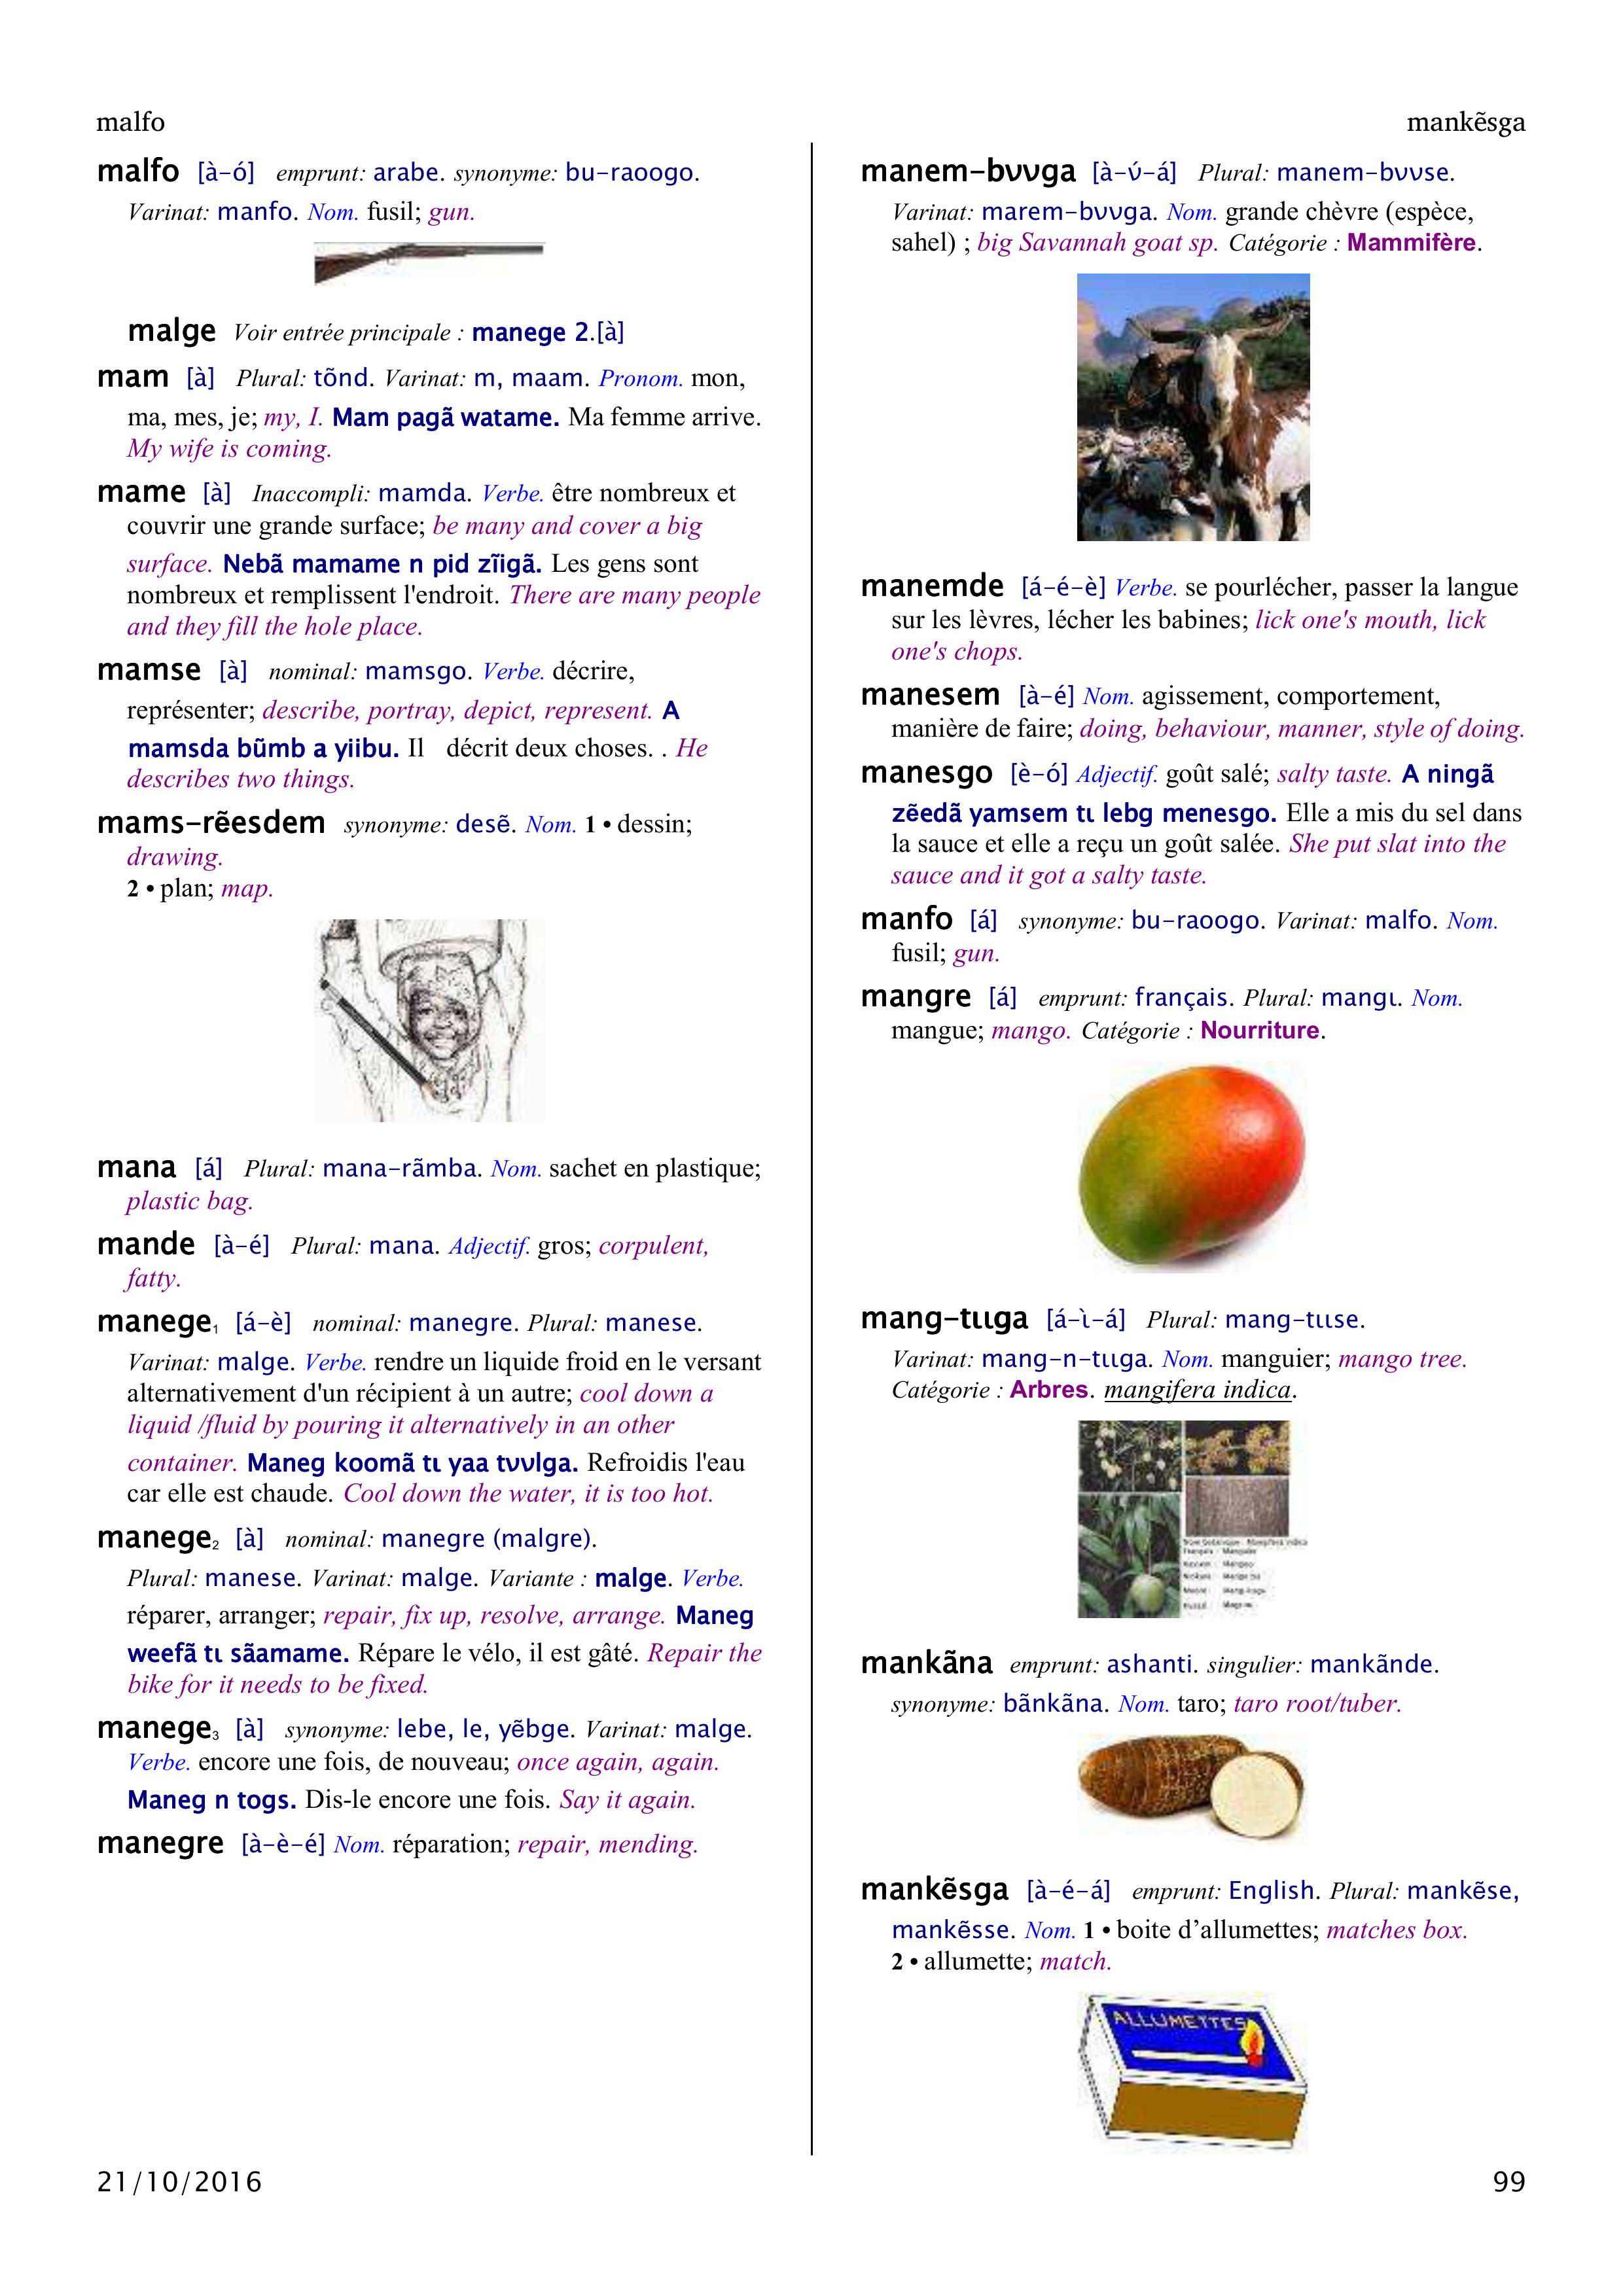 malfo
mankẽsga
malfo [à-ó] emprunt: arabe. synonyme: bu-raoogo.
Varinat: manfo. Nom. fusil; gun.
malge Voir entrée principale : manege 2.[à]
mam [à] Plural: tõnd. Varinat: m, maam. Pronom. mon,
ma, mes, je; my, I. Mam pagã watame. Ma femme arrive.
My wife is coming.
mame [à] Inaccompli: mamda. Verbe. être nombreux et
couvrir une grande surface; be many and cover a big
surface. Nebã mamame n pid zĩigã. Les gens sont
nombreux et remplissent l'endroit. There are many people
and they fill the hole place.
mamse [à] nominal: mamsgo. Verbe. décrire,
représenter; describe, portray, depict, represent. A
mamsda bũmb a yiibu. Il décrit deux choses. . He
describes two things.
mams-rẽesdem synonyme: desẽ. Nom. 1 • dessin;
drawing.
2 • plan; map.
mana [á] Plural: mana-rãmba. Nom. sachet en plastique;
plastic bag.
mande [à-é] Plural: mana. Adjectif. gros; corpulent,
fatty.
manege₁ [á-è] nominal: manegre. Plural: manese.
Varinat: malge. Verbe. rendre un liquide froid en le versant
alternativement d'un récipient à un autre; cool down a
liquid /fluid by pouring it alternatively in an other
container. Maneg koomã tɩ yaa tʋʋlga. Refroidis l'eau
car elle est chaude. Cool down the water, it is too hot.
manege₂ [à] nominal: manegre (malgre).
Plural: manese. Varinat: malge. Variante : malge. Verbe.
réparer, arranger; repair, fix up, resolve, arrange. Maneg
weefã tɩ sãamame. Répare le vélo, il est gâté. Repair the
bike for it needs to be fixed.
manege₃ [à] synonyme: lebe, le, yẽbge. Varinat: malge.
Verbe. encore une fois, de nouveau; once again, again.
Maneg n togs. Dis-le encore une fois. Say it again.
manegre [à-è-é] Nom. réparation; repair, mending.
manem-bʋʋga [à-ʋ́-á] Plural: manem-bʋʋse.
Varinat: marem-bʋʋga. Nom. grande chèvre (espèce,
sahel) ; big Savannah goat sp. Catégorie : Mammifère.
manemde [á-é-è] Verbe. se pourlécher, passer la langue
sur les lèvres, lécher les babines; lick one's mouth, lick
one's chops.
manesem [à-é] Nom. agissement, comportement,
manière de faire; doing, behaviour, manner, style of doing.
manesgo [è-ó] Adjectif. goût salé; salty taste. A ningã
zẽedã yamsem tɩ lebg menesgo. Elle a mis du sel dans
la sauce et elle a reçu un goût salée. She put slat into the
sauce and it got a salty taste.
manfo [á] synonyme: bu-raoogo. Varinat: malfo. Nom.
fusil; gun.
mangre [á] emprunt: français. Plural: mangɩ. Nom.
mangue; mango. Catégorie : Nourriture.
mang-tɩɩga [á-ɩ̀-á] Plural: mang-tɩɩse.
Varinat: mang-n-tɩɩga. Nom. manguier; mango tree.
Catégorie : Arbres. mangifera indica.
mankãna emprunt: ashanti. singulier: mankãnde.
synonyme: bãnkãna. Nom. taro; taro root/tuber.
mankẽsga [à-é-á] emprunt: English. Plural: mankẽse,
mankẽsse. Nom. 1 • boite d’allumettes; matches box.
2 • allumette; match.
ALLUMETTES
21/10/2016
99